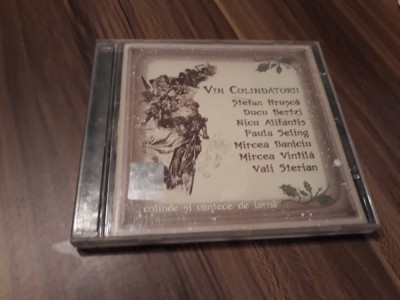 Vin Colindătorii
Ștefan Hrușcă
Ducu Bertzi
Nicu Alifantis
Paula Seling
Mircea Baniciu
Mircea Vintilă
Vali Sterian
colinde și cântece de iarnă